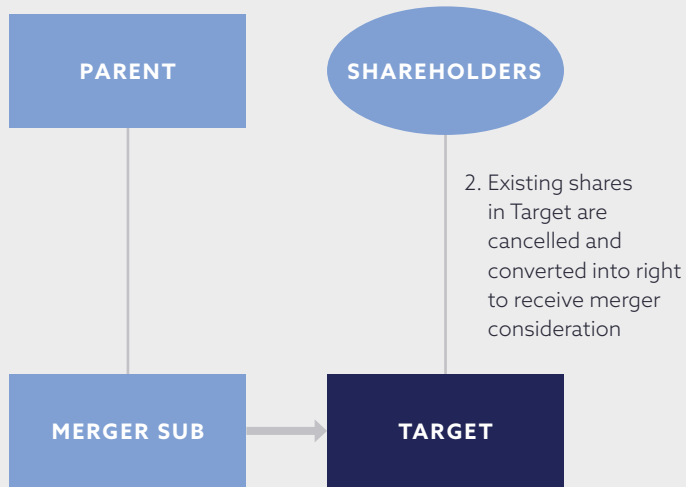 PARENT
SHAREHOLDERS
2. Existing shares
in Target are
cancelled and
converted into right
to receive merger
consideration
MERGER SUB
TARGET